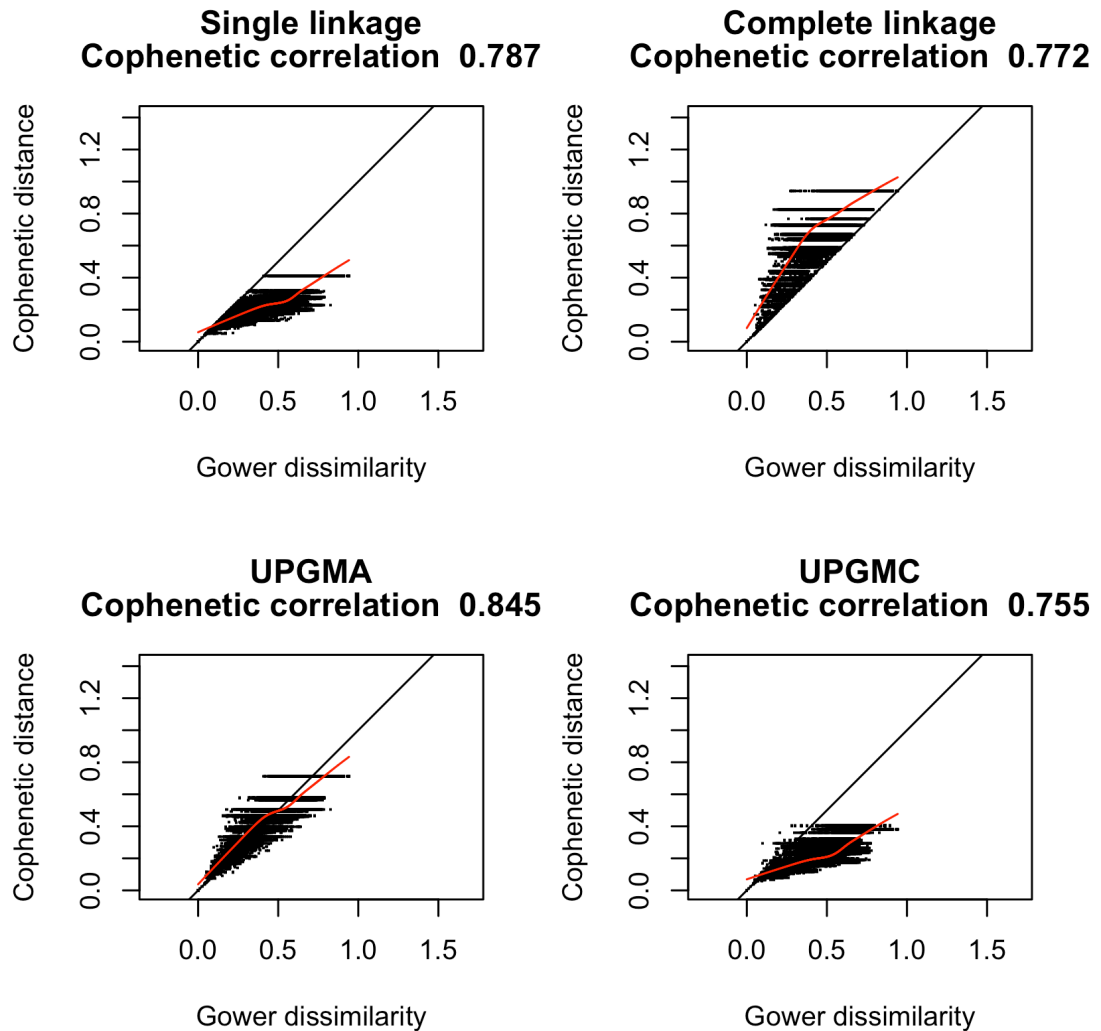 Single linkage
Cophenetic correlation  0.787
Cophenetic distance
0.0 0.4 0.8 1.2
0.0 0.5 1.0 1.5
Gower dissimilarity
Complete linkage
Cophenetic correlation  0.772
Cophenetic distance
0.0 0.4 0.8 1.2
0.0 0.5 1.0 1.5
Gower dissimilarity
UPGMA
Cophenetic correlation  0.845
Cophenetic distance
0.0 0.4 0.8 1.2
0.0 0.5 1.0 1.5
Gower dissimilarity
UPGMC
Cophenetic correlation  0.755
Cophenetic distance
0.0 0.4 0.8 1.2
0.0 0.5 1.0 1.5
Gower dissimilarity